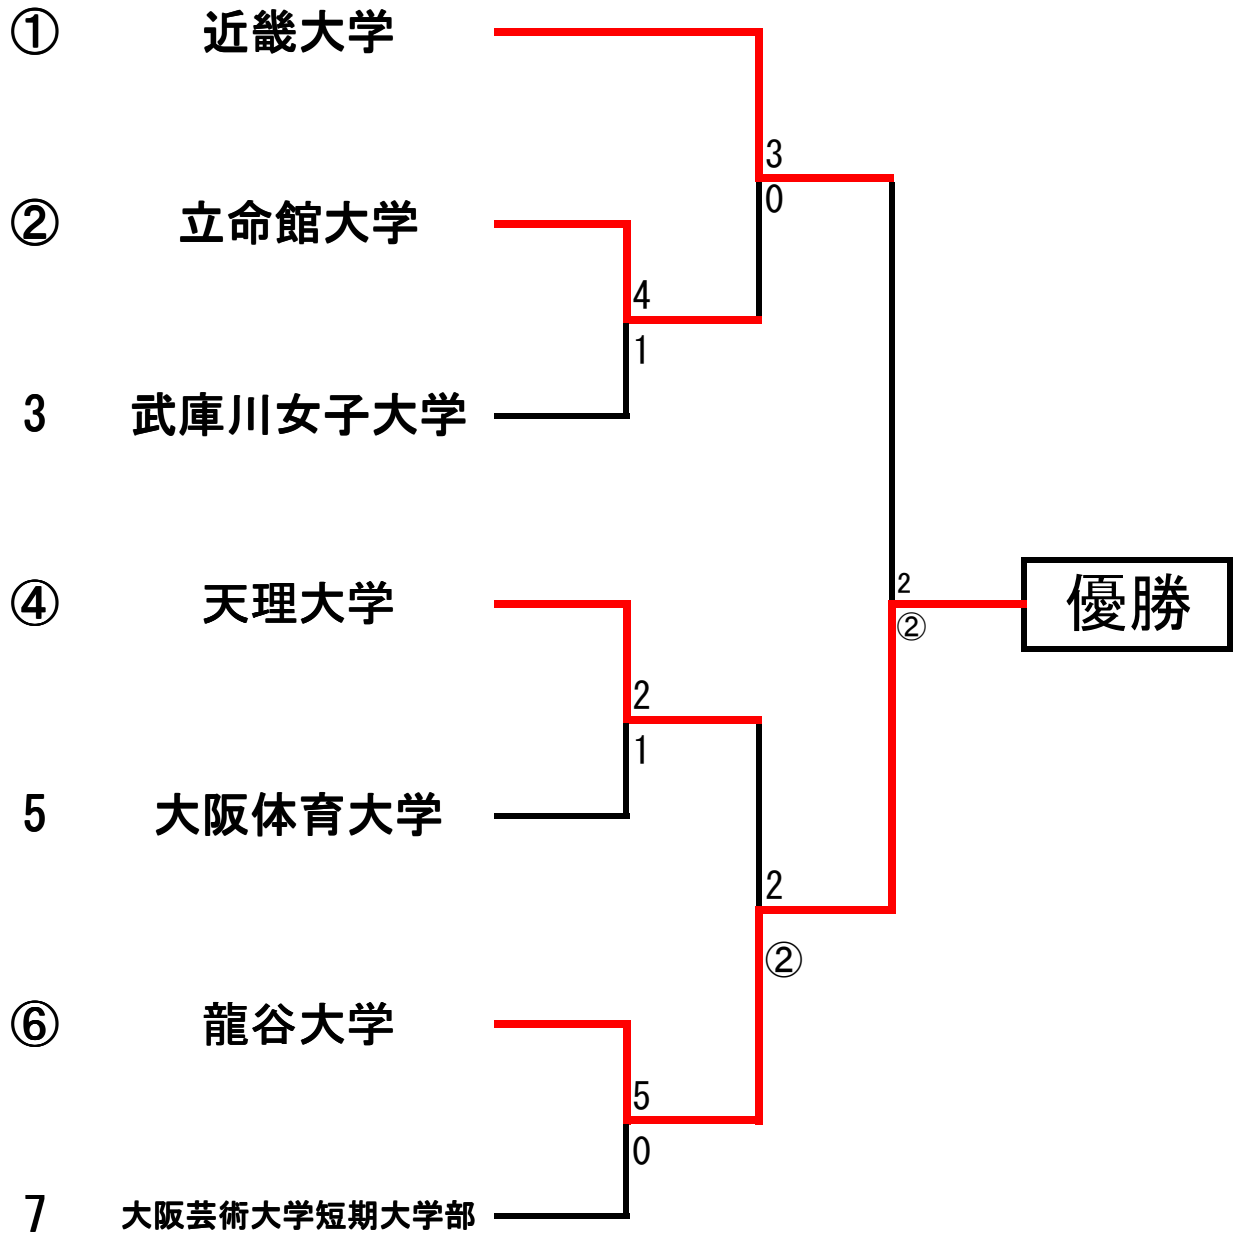 ① 近畿大学
3
0
② 立命館大学
4
1
3 武庫川女子大学
④ 天理大学
2
② 優勝
2
1
5 大阪体育大学
2
②
⑥ 龍谷大学
5
0
7 大阪芸術大学短期大学部